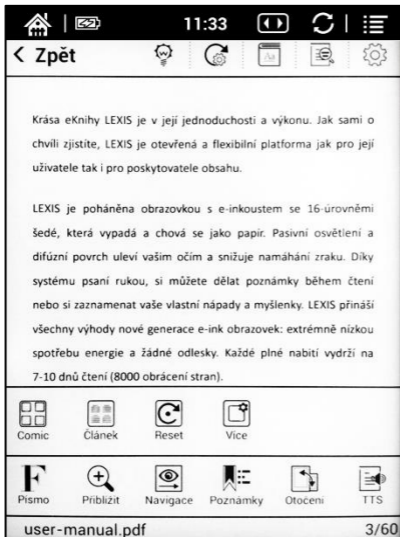 11:33
Zpět
Krása eKnihy LEXIS je v její jednoduchosti a výkonu. Jak sami o
chvíli zjistíte, LEXIS je otevřená a flexibilní platforma jak pro její
uživatele tak i pro poskytovatele obsahu.
LEXIS je poháněna obrazovkou s e-inkoustem se 16-úrovněmi
šedé, která vypadá a chová se jako papír. Pasivní osvětlení a
difúzní povrch uleví vašim očím a snižuje namáhání zraku. Díky
systému psaní rukou, si můžete dělat poznámky během čtení
nebo si zaznamenat vaše vlastní nápady a myšlenky. LEXIS přináší
všechny výhody nové generace e-ink obrazovek: extrémně nízkou
spotřebu energie a žádné odlesky. Každé plné nabití vydrží na
7-10 dnů čtení (8000 obrácení stran).
Comic Článek Reset Více
Písmo Přiblížit Navigace Poznámky Otočení TTS
user-manual.pdf 3/60